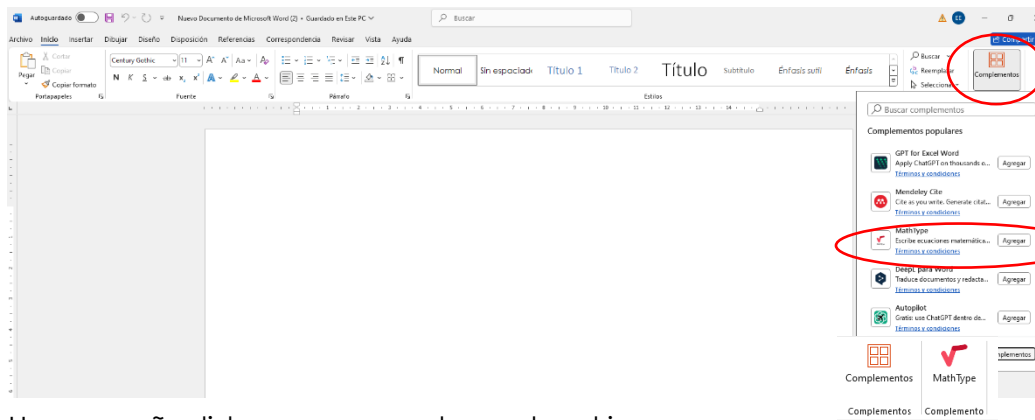 Autoguardado
Nuevo Documento de Microsoft Word (2) • Guardado en Este PC
Buscar
EE
Archivo Inicio Insertar Dibujar Diseño Disposición Referencias Correspondencia Revisar Vista Ayuda
Compartir
Pegar
Cortar
Copiar
Copiar formato
Portapapeles
Century Gothic
11
N K S
Fuente
Párrafo
Normal
Sin espaciado
Título 1
Título 2
Título
Subtítulo
Énfasis sutil
Énfasis
Estilos
Buscar
Reemplazar
Seleccionar
Complementos
Buscar complementos
Complementos populares
GPT for Excel Word
Apply ChatGPT on thousands o...
Términos y condiciones
Agregar
Mendeley Cite
Cite as you write. Generate citat...
Términos y condiciones
Agregar
MathType
Escribe ecuaciones matemática...
Términos y condiciones
Agregar
DeepL para Word
Traduce documentos y redacta...
Términos y condiciones
Agregar
Autopilot
Gratis: use ChatGPT dentro de...
Términos y condiciones
Agregar
Complementos MathType
Complementos Complemento